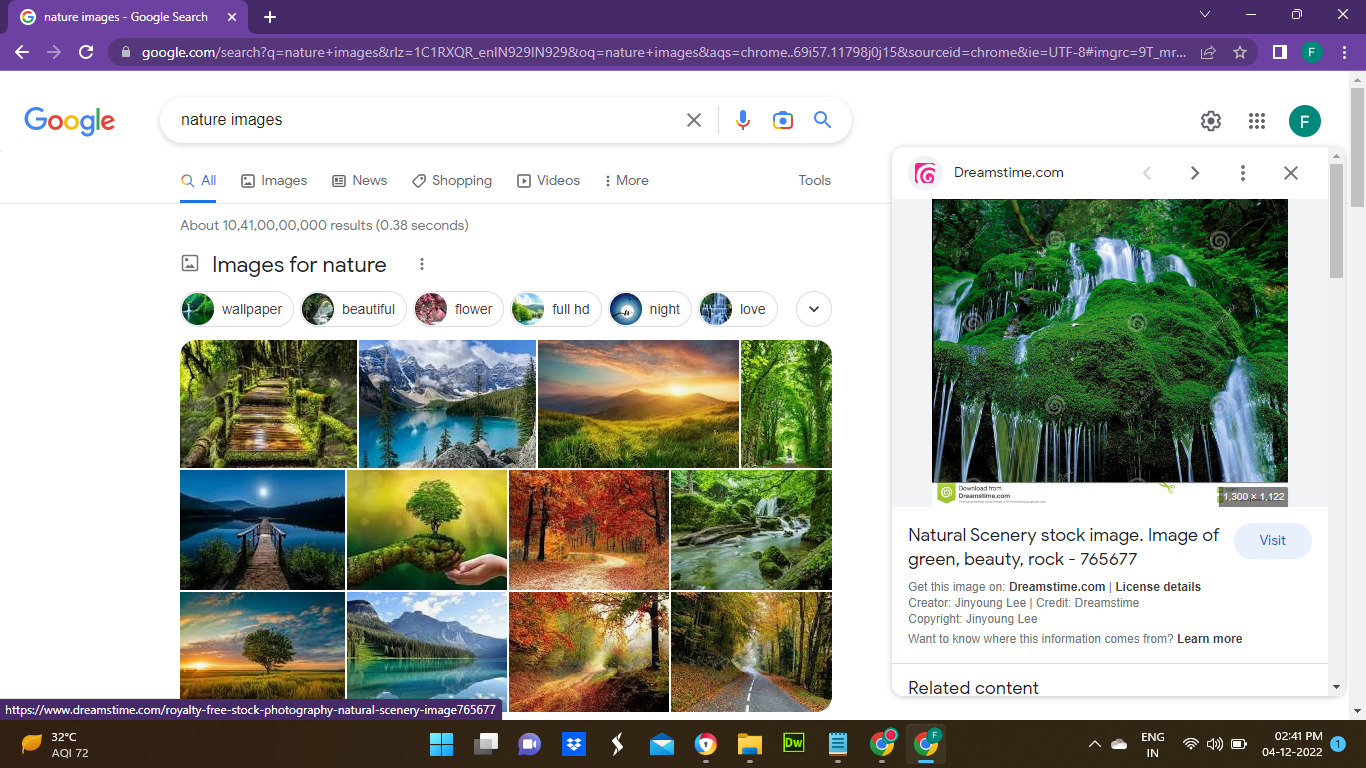 nature images - Google Search
google.com/search?q=nature+images&rlz=1C1RXQR_enIN929IN929&oq=nature+images&aqs=chrome..69i57.11798j0j15&sourceid=chrome&ie=UTF-8#imgrc=9T_mr...
F
Google
nature images
F
All
Images
News
Shopping
Videos
More
Tools
About 10,41,00,00,000 results (0.38 seconds)
Images for nature
wallpaper
beautiful
flower
full hd
night
love
Dreamstime.com
Download from
Dreamstime.com
1,300 × 1,122
Natural Scenery stock image. Image of
green, beauty, rock - 765677
Visit
Get this image on: Dreamstime.com | License details
Creator: Jinyoung Lee | Credit: Dreamstime
Copyright: Jinyoung Lee
Want to know where this information comes from? Learn more
Related content
https://www.dreamstime.com/royalty-free-stock-photography-natural-scenery-image765677
32°C
AQI 72
Dw
F
ENG
IN
02:41 PM
04-12-2022
1